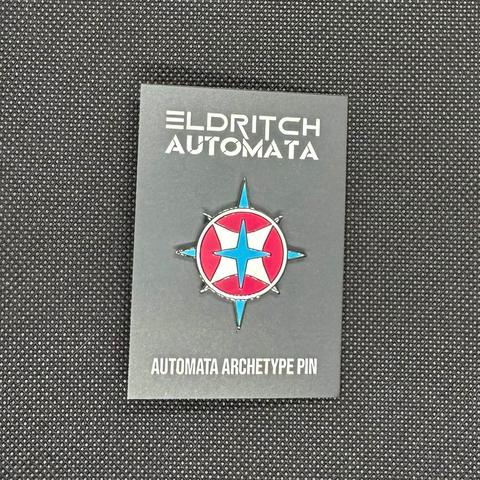 ELDRITCH
AUTOMATA
AUTOMATA ARCHETYPE PIN